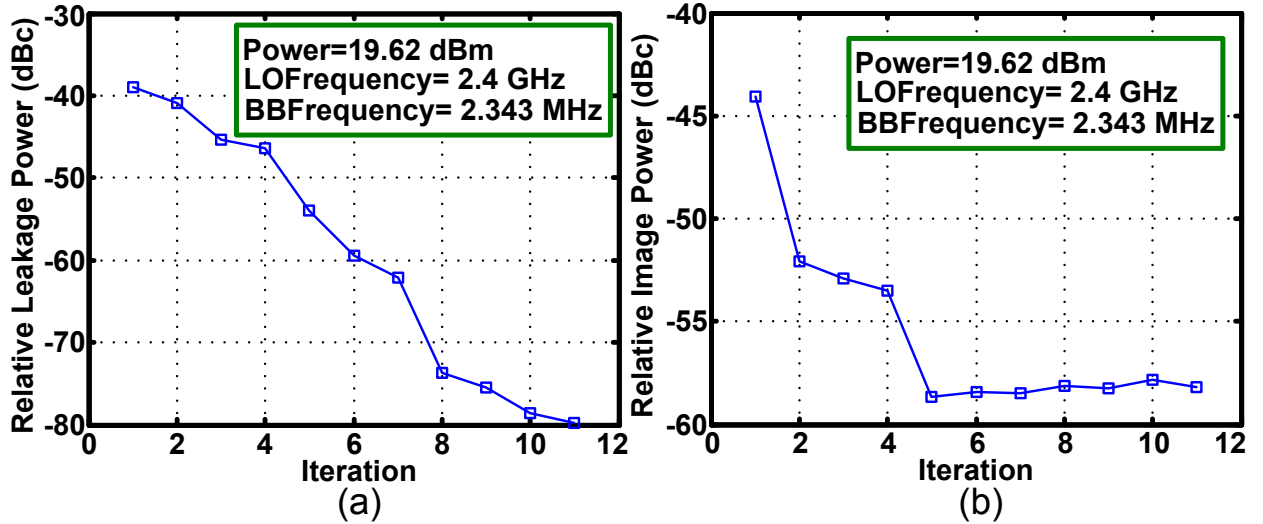 Relative Leakage Power (dBc)
-30
-40
-50
-60
-70
-80
Power=19.62 dBm
LOFrequency= 2.4 GHz
BBFrequency= 2.343 MHz
0 2 4 6 8 10 12
Iteration
(a)
Relative Image Power (dBc)
-40
-45
-50
-55
-60
Power=19.62 dBm
LOFrequency= 2.4 GHz
BBFrequency= 2.343 MHz
0 2 4 6 8 10 12
Iteration
(b)